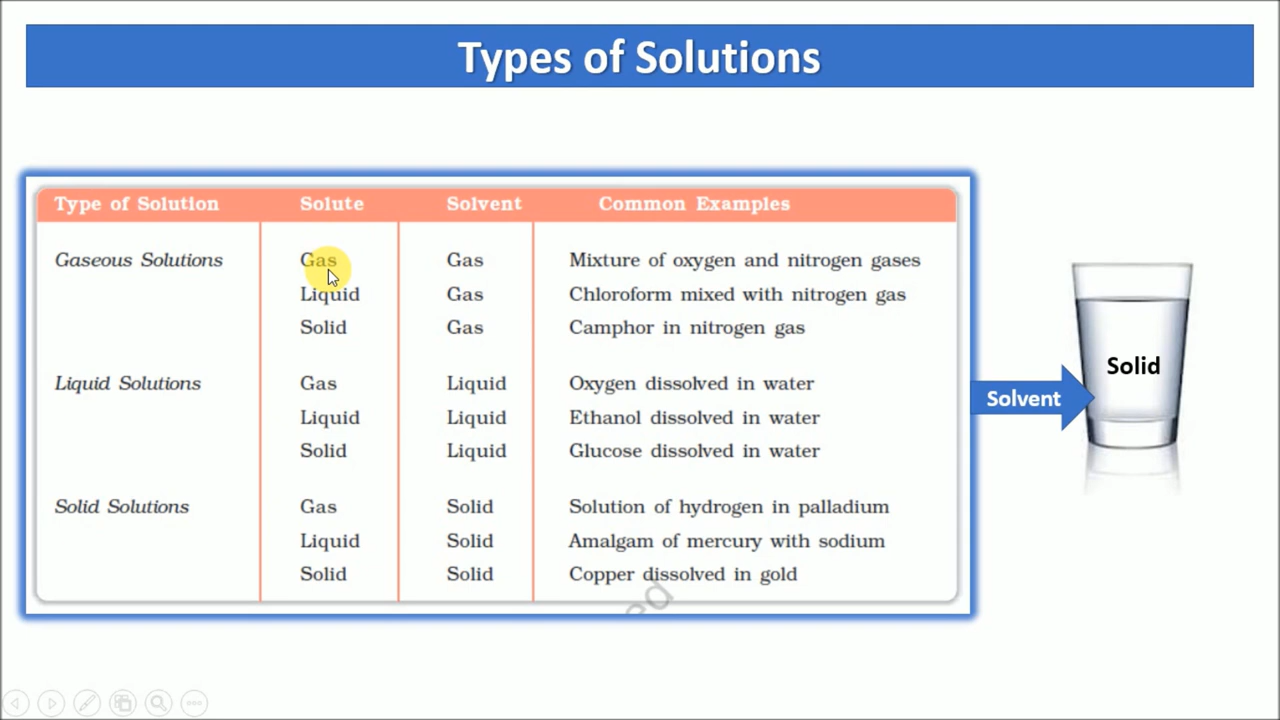 Types of Solutions
Type of Solution Solute Solvent Common Examples
Gaseous Solutions Gas Gas Mixture of oxygen and nitrogen gases
Liquid Gas Chloroform mixed with nitrogen gas
Solid Gas Camphor in nitrogen gas
Liquid Solutions Gas Liquid Oxygen dissolved in water
Liquid Liquid Ethanol dissolved in water
Solid Liquid Glucose dissolved in water
Solid Solutions Gas Solid Solution of hydrogen in palladium
Liquid Solid Amalgam of mercury with sodium
Solid Solid Copper dissolved in gold
Solvent
Solid